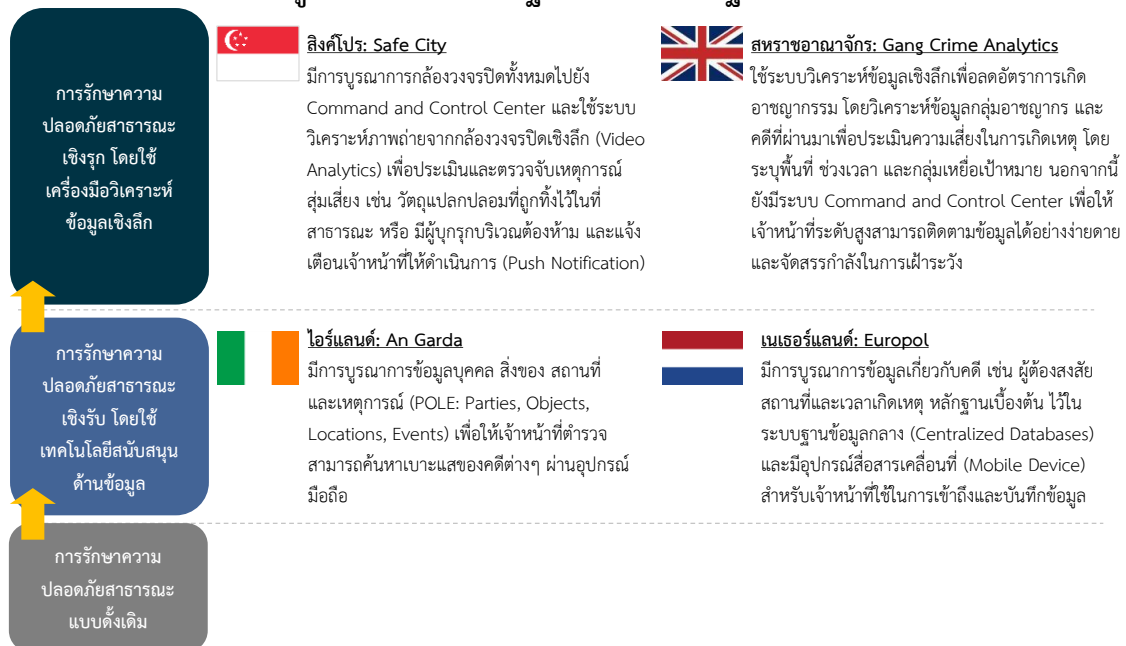 การรักษาความ
ปลอดภัยสาธารณะ
เชิงรุก โดยใช้
เครื่องมือวิเคราะห์
ข้อมูลเชิงลึก
สิงค์โปร: Safe City
มีการบูรณาการกล้องวงจรปิดทั้งหมดไปยัง
Command and Control Center และใช้ระบบ
วิเคราะห์ภาพถ่ายจากกล้องวงจรปิดเชิงลึก (Video
Analytics) เพื่อประเมินและตรวจจับเหตุการณ์
สุ่มเสี่ยง เช่น วัตถุแปลกปลอมที่ถูกทิ้งไว้ในที่
สาธารณะ หรือ มีผู้บุกรุกบริเวณต้องห้าม และแจ้ง
เตือนเจ้าหน้าที่ให้ดำเนินการ (Push Notification)
สหราชอาณาจักร: Gang Crime Analytics
ใช้ระบบวิเคราะห์ข้อมูลเชิงลึกเพื่อลดอัตราการเกิด
อาชญากรรม โดยวิเคราะห์ข้อมูลกลุ่มอาชญากร และ
คดีที่ผ่านมาเพื่อประเมินความเสี่ยงในการเกิดเหตุ โดย
ระบุพื้นที่ ช่วงเวลา และกลุ่มเหยื่อเป้าหมาย นอกจากนี้
ยังมีระบบ Command and Control Center เพื่อให้
เจ้าหน้าที่ระดับสูงสามารถติดตามข้อมูลได้อย่างง่ายดาย
และจัดสรรกำลังในการเฝ้าระวัง
การรักษาความ
ปลอดภัยสาธารณะ
เชิงรับ โดยใช้
เทคโนโลยีสนับสนุน
ด้านข้อมูล
ไอร์แลนด์: An Garda
มีการบูรณาการข้อมูลบุคคล สิ่งของ สถานที่
และเหตุการณ์ (POLE: Parties, Objects,
Locations, Events) เพื่อให้เจ้าหน้าที่ตำรวจ
สามารถค้นหาเบาะแสของคดีต่างๆ ผ่านอุปกรณ์
มือถือ
เนเธอร์แลนด์: Europol
มีการบูรณาการข้อมูลเกี่ยวกับคดี เช่น ผู้ต้องสงสัย
สถานที่และเวลาเกิดเหตุ หลักฐานเบื้องต้น ไว้ใน
ระบบฐานข้อมูลกลาง (Centralized Databases)
และมีอุปกรณ์สื่อสารเคลื่อนที่ (Mobile Device)
สำหรับเจ้าหน้าที่ใช้ในการเข้าถึงและบันทึกข้อมูล
การรักษาความ
ปลอดภัยสาธารณะ
แบบดั้งเดิม